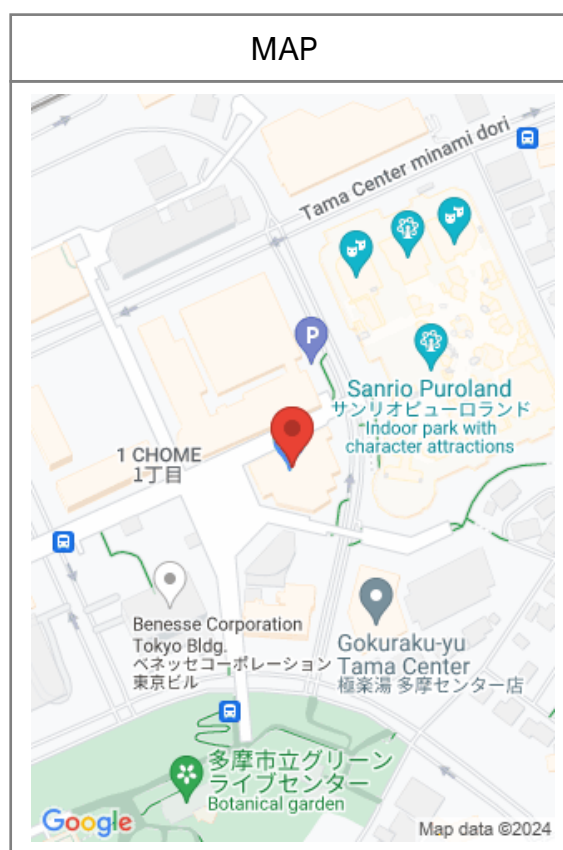 MAP
Tama Center minami dori
P
Sanrio Puroland
サンリオピューロランド
Indoor park with
character attractions
1 CHOME
1丁目
Benesse Corporation
Tokyo Bldg.
ベネッセコーポレーション
東京ビル
Gokuraku-yu
Tama Center
極楽湯 多摩センター店
多摩市立グリーン
ライブセンター
Botanical garden
Google
Map data ©2024